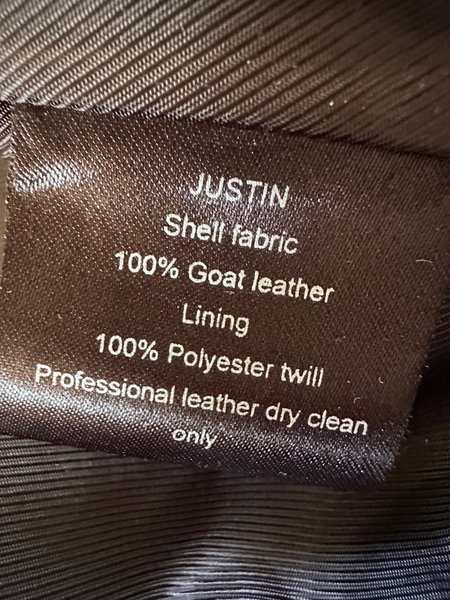 JUSTIN
Shell fabric
100% Goat leather
Lining
100% Polyester twill
Professional leather dry clean
only